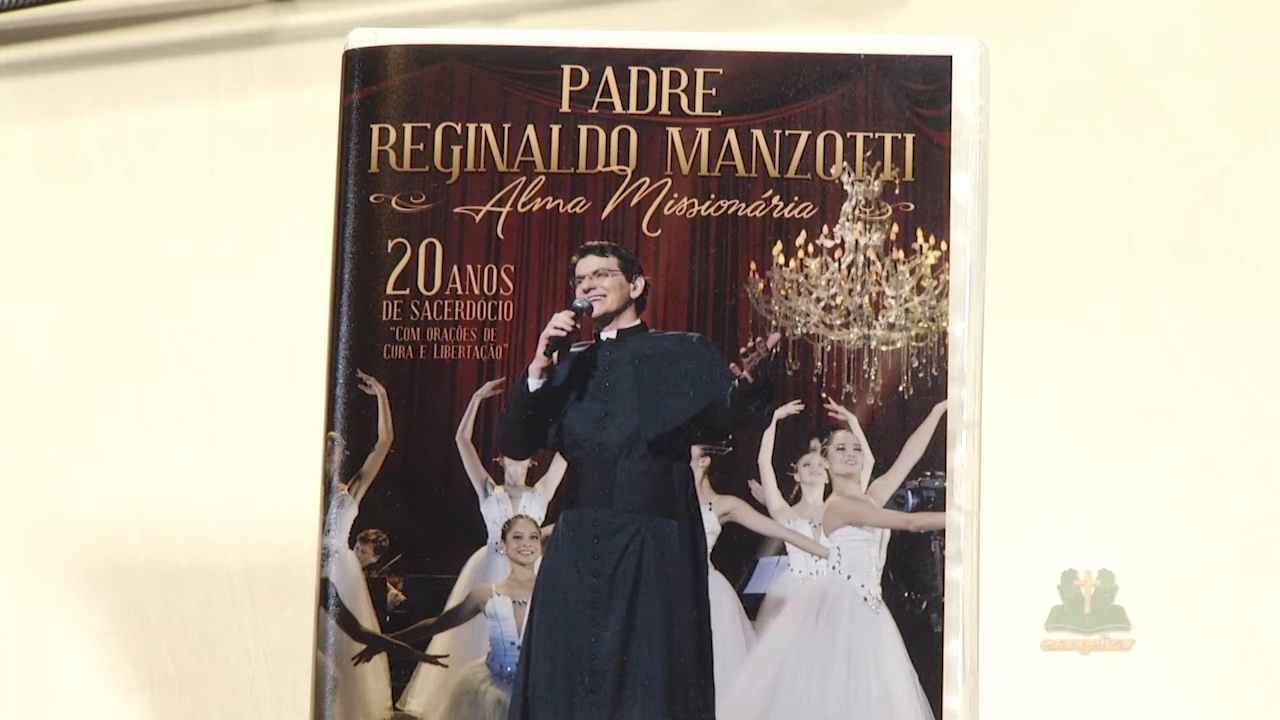 PADRE
REGINALDO MANZOTTI
Alma Missionária
20 ANOS
DE SACERDÓCIO
"COM ORAÇÕES DE
CURA E LIBERTAÇÃO"